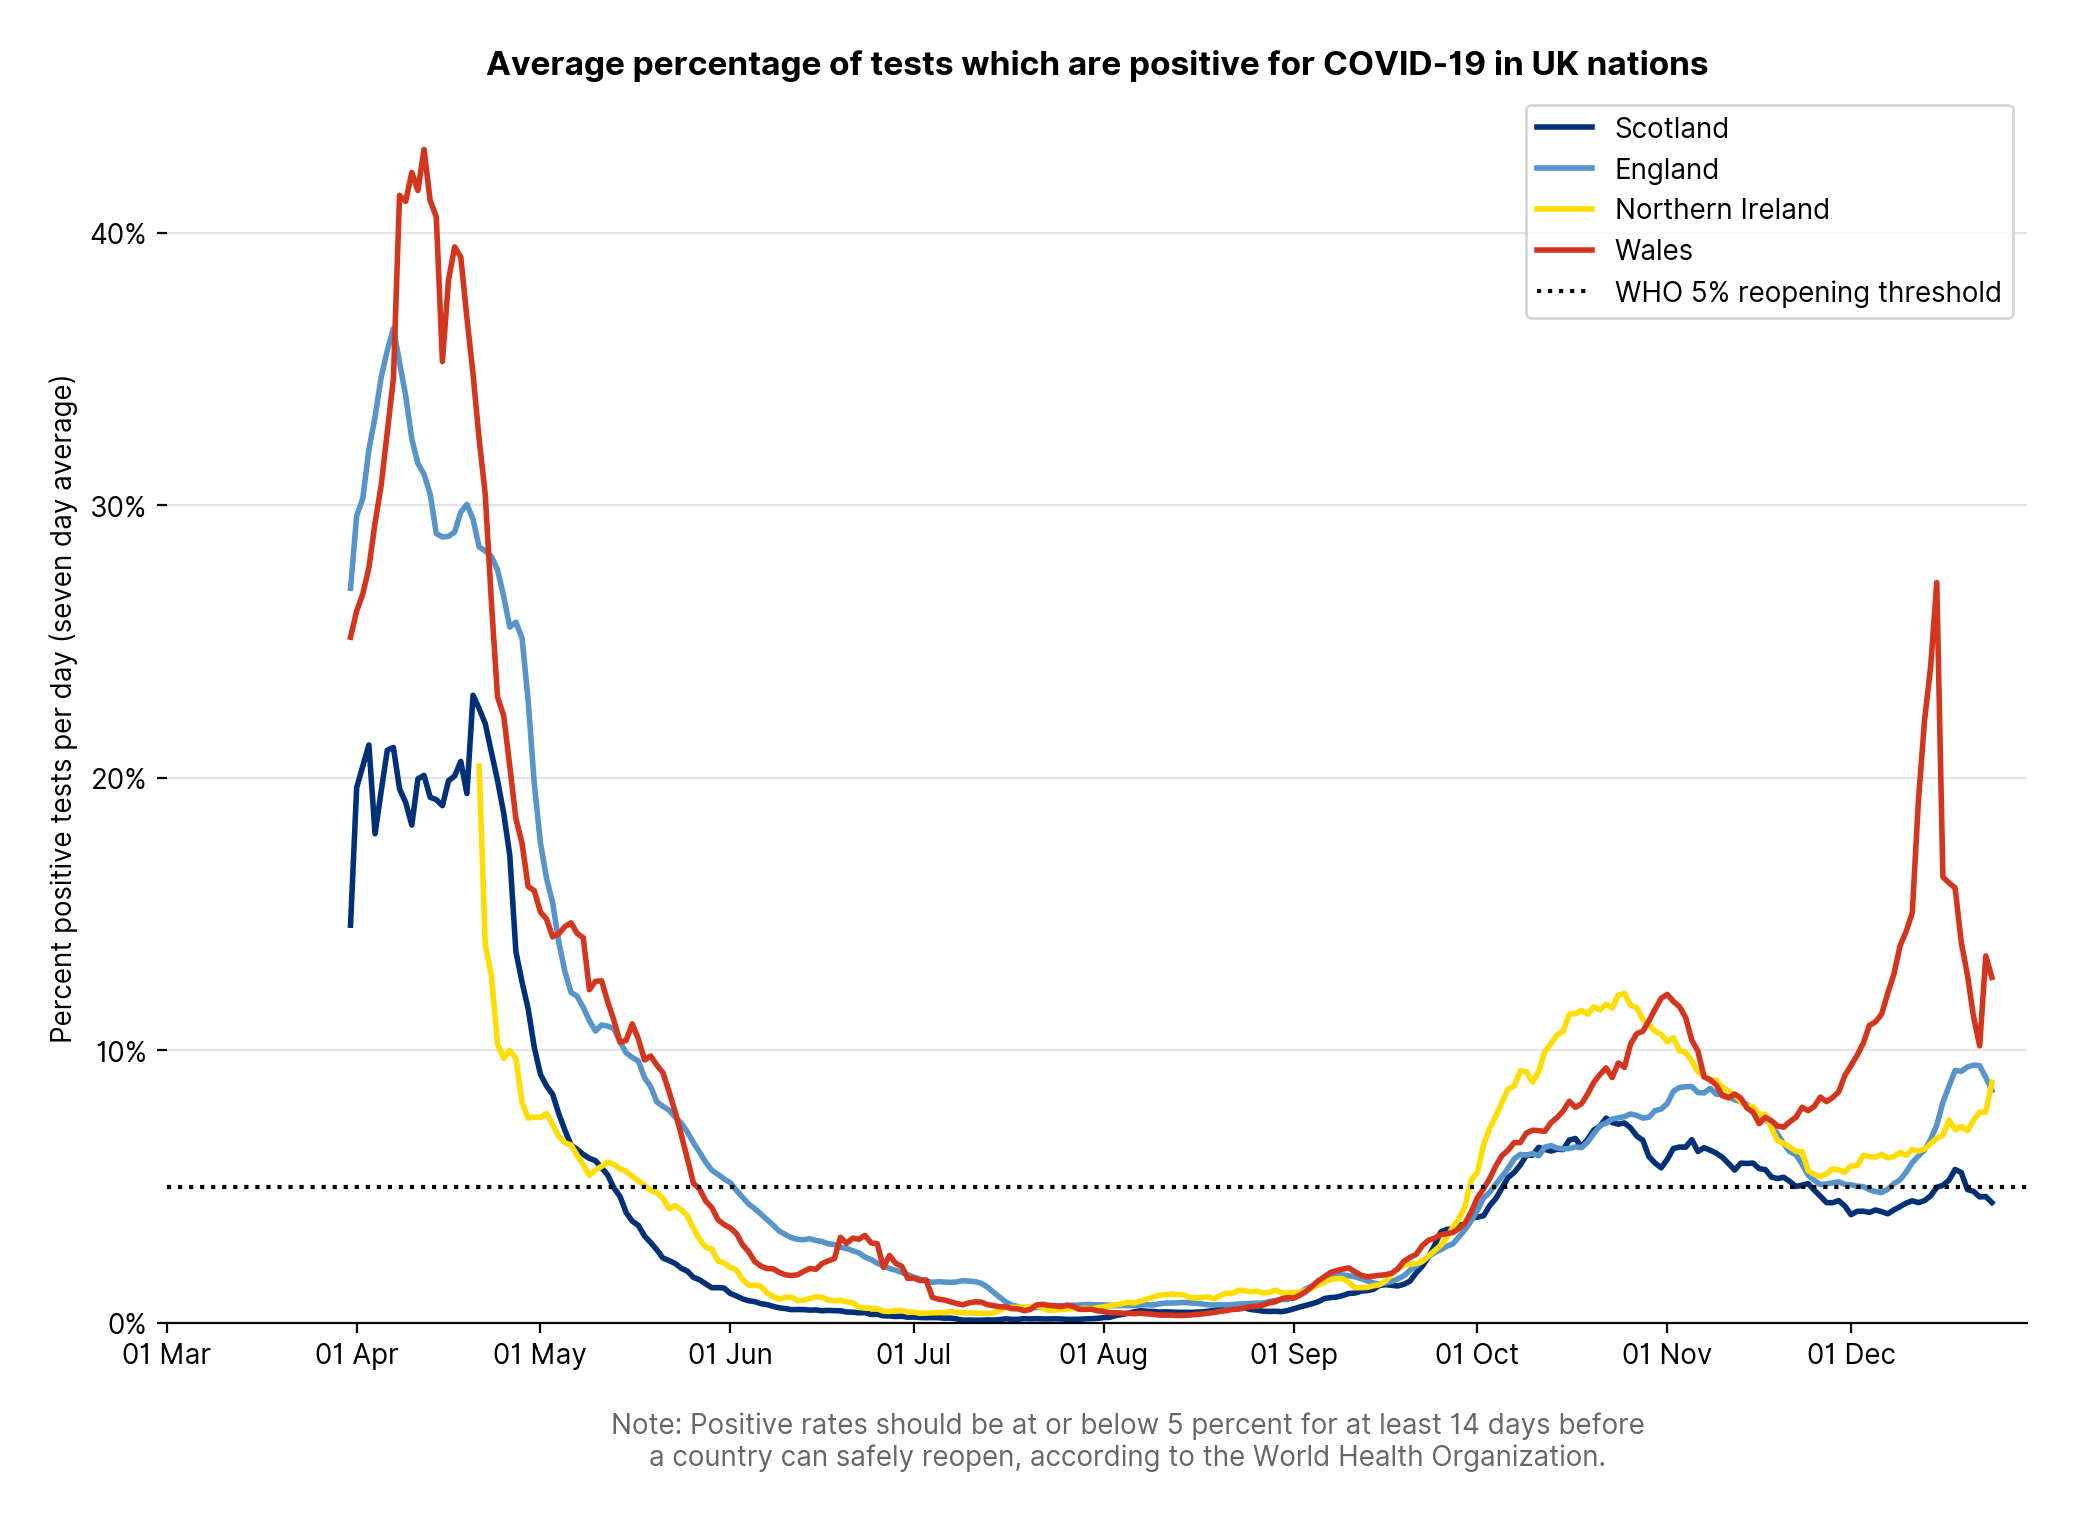 Average percentage of tests which are positive for COVID-19 in UK nations
Scotland
England
Northern Ireland
Wales
WHO 5% reopening threshold
Percent positive tests per day (seven day average)
40%
30%
20%
10%
0%
01 Mar
01 Apr
01 May
01 Jun
01 Jul
01 Aug
01 Sep
01 Oct
01 Nov
01 Dec
Note: Positive rates should be at or below 5 percent for at least 14 days before
a country can safely reopen, according to the World Health Organization.